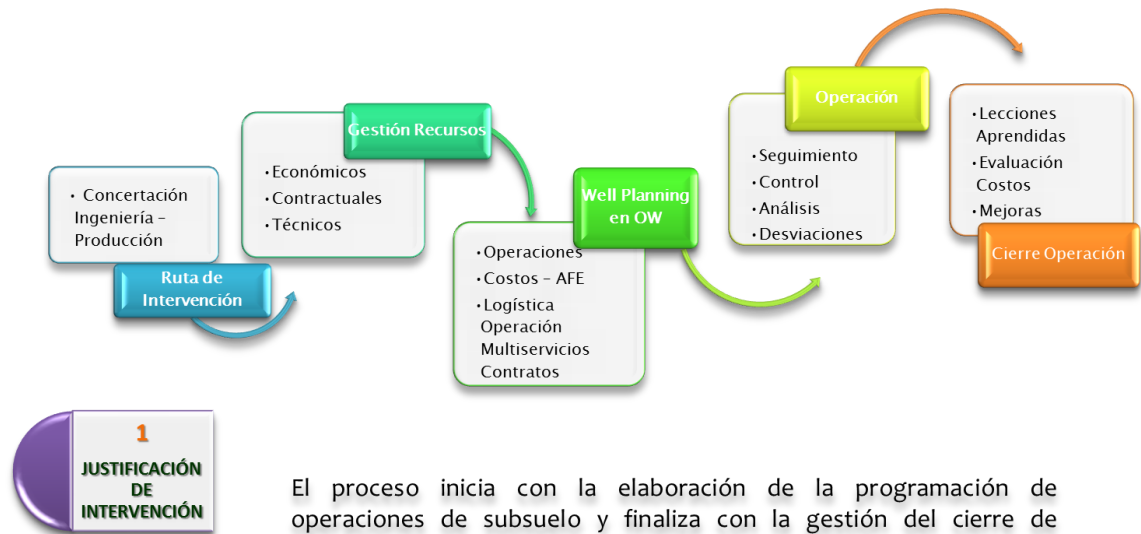 • Concertación
Ingeniería –
Producción
Ruta de
Intervención
Gestión Recursos
• Económicos
• Contractuales
• Técnicos
Well Planning
en OW
• Operaciones
• Costos – AFE
• Logística
Operación
Multiservicios
Contratos
Operación
• Seguimiento
• Control
• Análisis
• Desviaciones
• Lecciones
Aprendidas
• Evaluación
Costos
• Mejoras
Cierre Operación
1
JUSTIFICACIÓN
DE
INTERVENCIÓN
El proceso inicia con la elaboración de la programación de
operaciones de subsuelo y finaliza con la gestión del cierre de